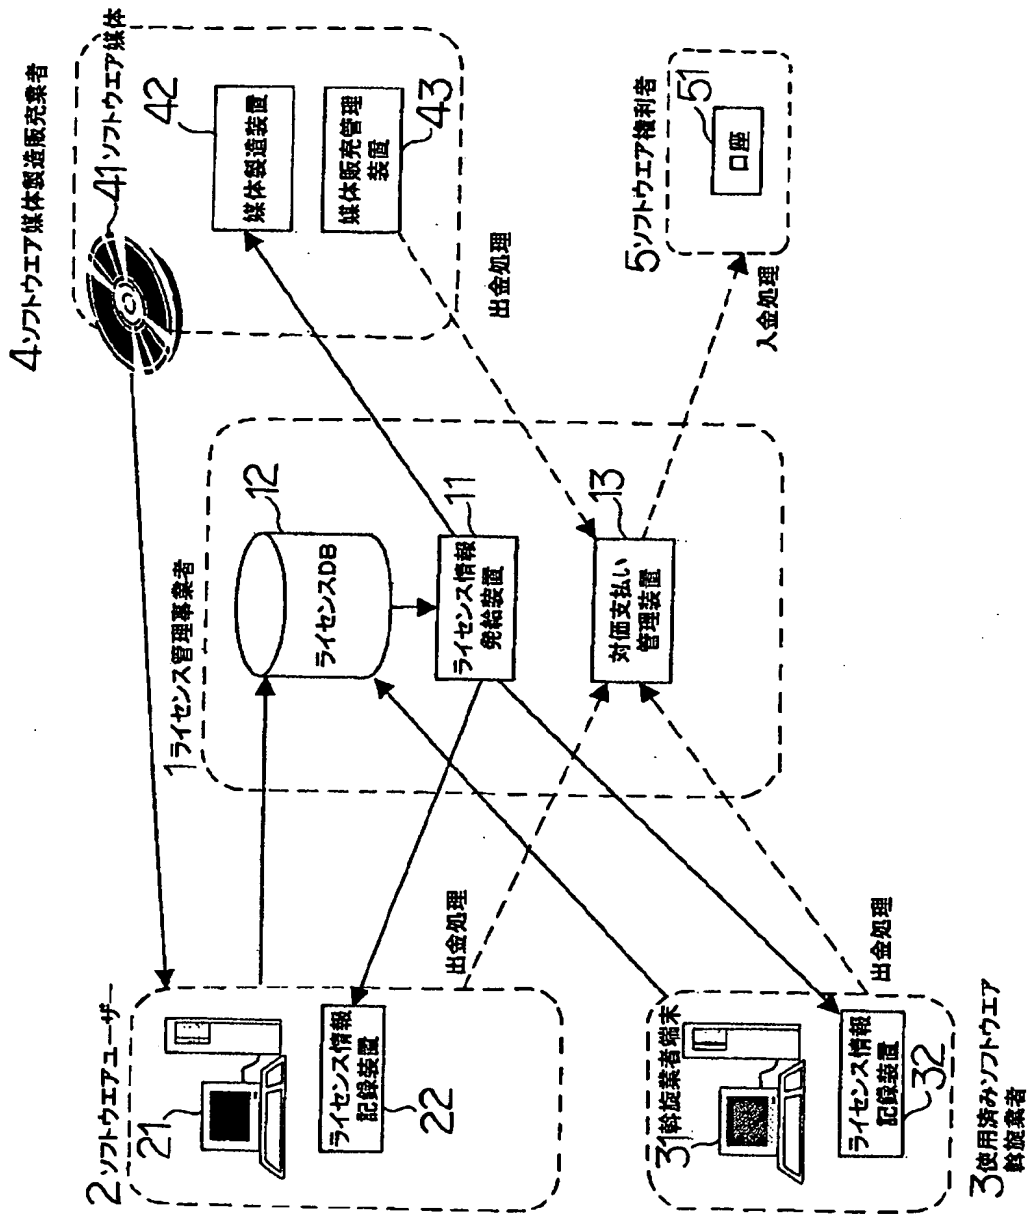 4ソフトウエア媒体製造販売業者
41ソフトウエア媒体
42
媒体製造装置
43
媒体販売管理
装置
出金処理
5ソフトウエア権利者
51
口座
入金処理
1ライセンス管理事業者
12
ライセンスDB
11
ライセンス情報
発給装置
13
対価支払い
管理装置
2ソフトウエアユーザー
21
22
ライセンス情報
記録装置
出金処理
3使用済みソフトウエア
斡旋業者
31斡旋業者端末
32
ライセンス情報
記録装置
出金処理